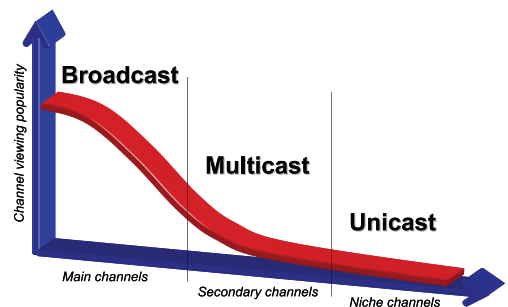 Broadcast
Multicast
Unicast
Channel viewing popularity
Main channels
Secondary channels
Niche channels